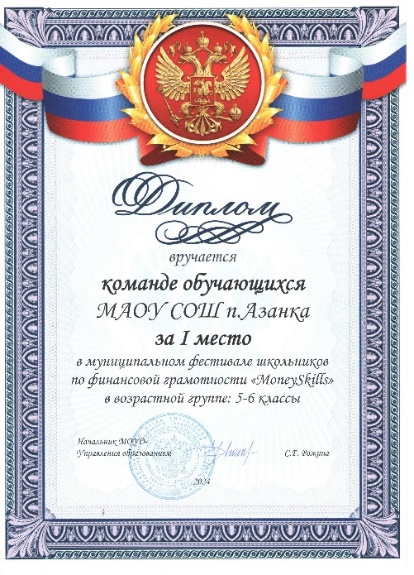 Диплом
вручается
команде обучающихся
МАОУ СОШ п.Азанка
за I место
в муниципальном фестивале школьников
по финансовой грамотности «MoneySkills»
в возрастной группе: 5-6 классы
Начальник МОУО-
Управления образованием
С.Г. Рожина
2024